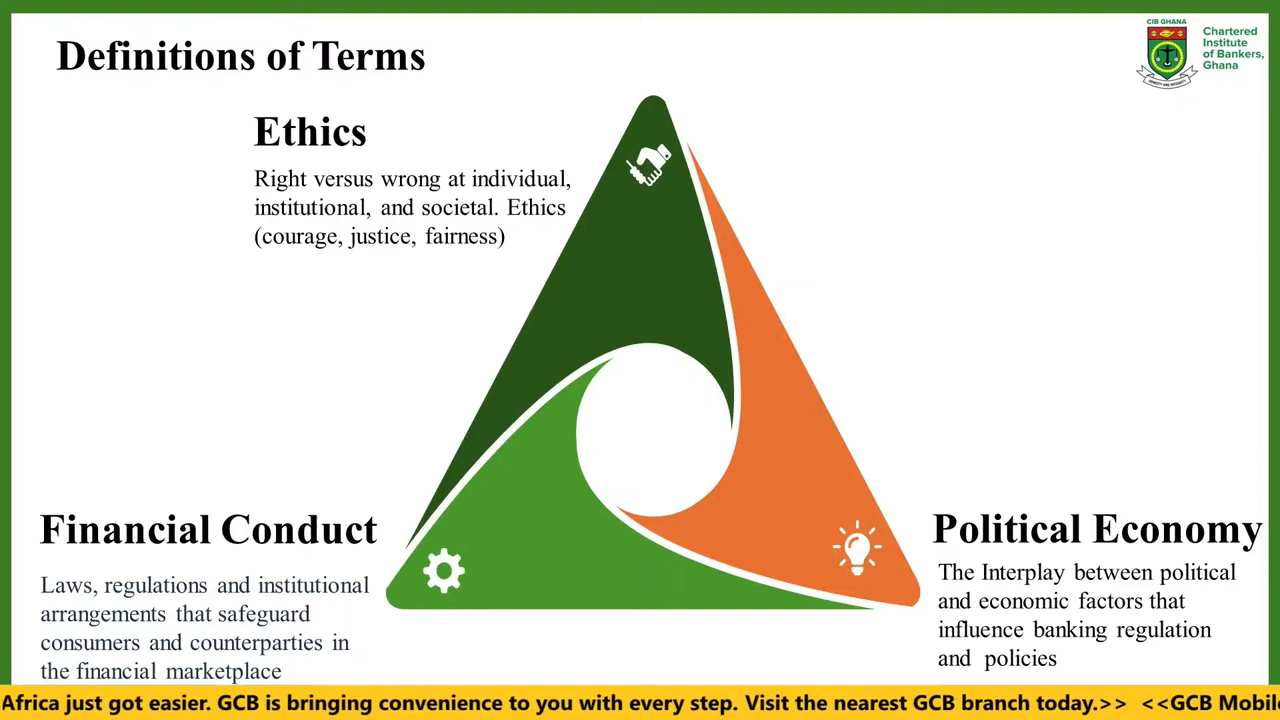 Definitions of Terms
CIB GHANA
Chartered
Institute
of Bankers,
Ghana
HONESTY AND INTEGRITY
Ethics
Right versus wrong at individual,
institutional, and societal. Ethics
(courage, justice, fairness)
Financial Conduct
Laws, regulations and institutional
arrangements that safeguard
consumers and counterparties in
the financial marketplace
Political Economy
The Interplay between political
and economic factors that
influence banking regulation
and policies
Africa just got easier. GCB is bringing convenience to you with every step. Visit the nearest GCB branch today.>> <<GCB Mobil